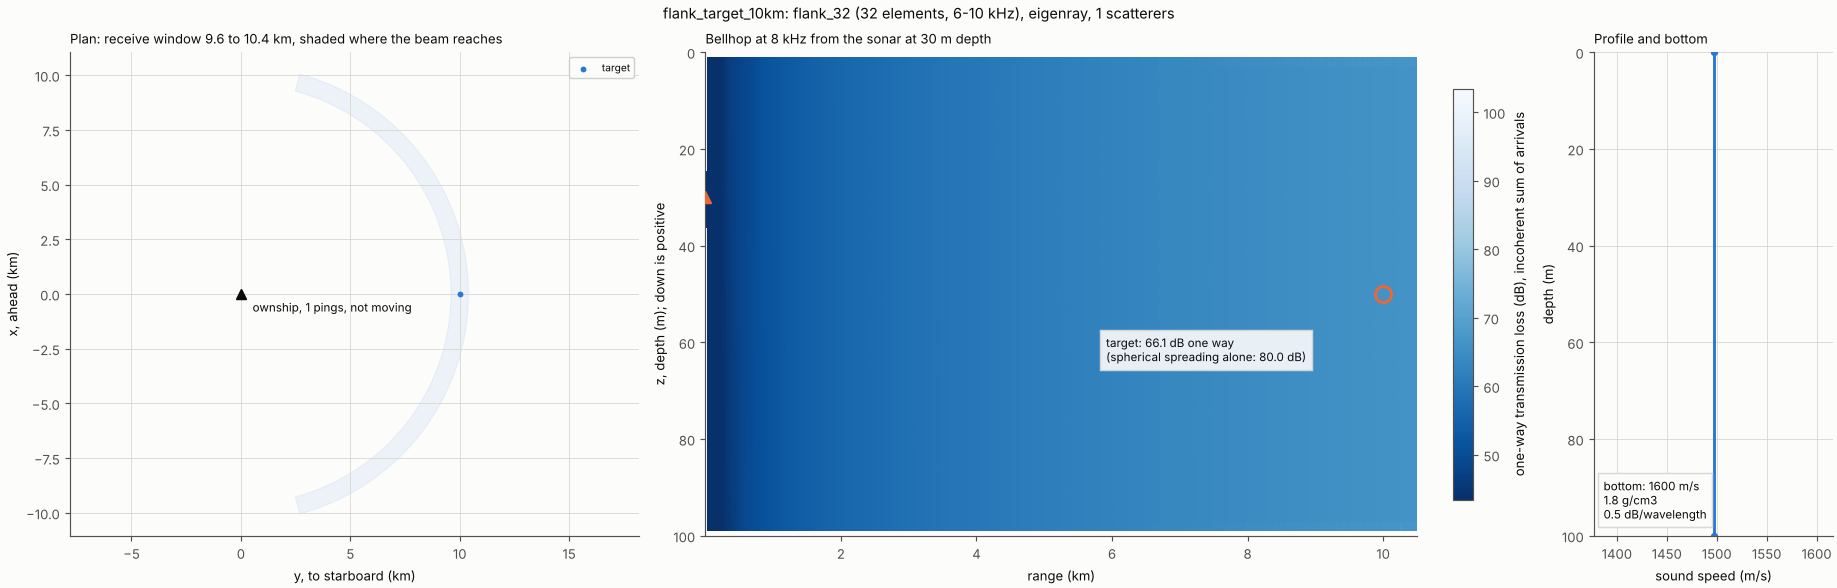 flank_target_10km: flank_32 (32 elements, 6-10 kHz), eigenray, 1 scatterers
Plan: receive window 9.6 to 10.4 km, shaded where the beam reaches
target
10.0
7.5
5.0
2.5
0.0
−2.5
−5.0
−7.5
−10.0
x, ahead (km)
ownship, 1 pings, not moving
−5
0
5
10
15
y, to starboard (km)
Bellhop at 8 kHz from the sonar at 30 m depth
0
20
40
60
80
100
z, depth (m); down is positive
target: 66.1 dB one way
(spherical spreading alone: 80.0 dB)
2
4
6
8
10
range (km)
100
90
80
70
60
50
one-way transmission loss (dB), incoherent sum of arrivals
Profile and bottom
0
20
40
60
80
100
depth (m)
bottom: 1600 m/s
1.8 g/cm3
0.5 dB/wavelength
1400
1450
1500
1550
1600
sound speed (m/s)